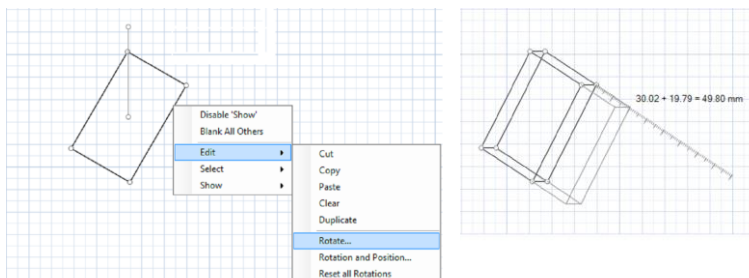 Disable 'Show'
Blank All Others
Edit
Select
Show
Cut
Copy
Paste
Clear
Duplicate
Rotate...
Rotation and Position...
Reset all Rotations
30.02 + 19.79 = 49.80 mm